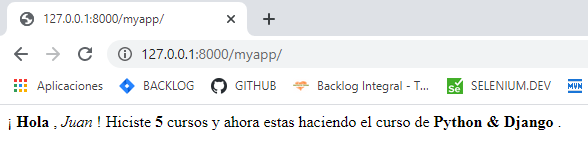 127.0.0.1:8000/myapp/
127.0.0.1:8000/myapp/
Aplicaciones BACKLOG GITHUB Backlog Integral - T... SELENIUM.DEV MVN
¡ Hola , Juan ! Hiciste 5 cursos y ahora estas haciendo el curso de Python & Django .